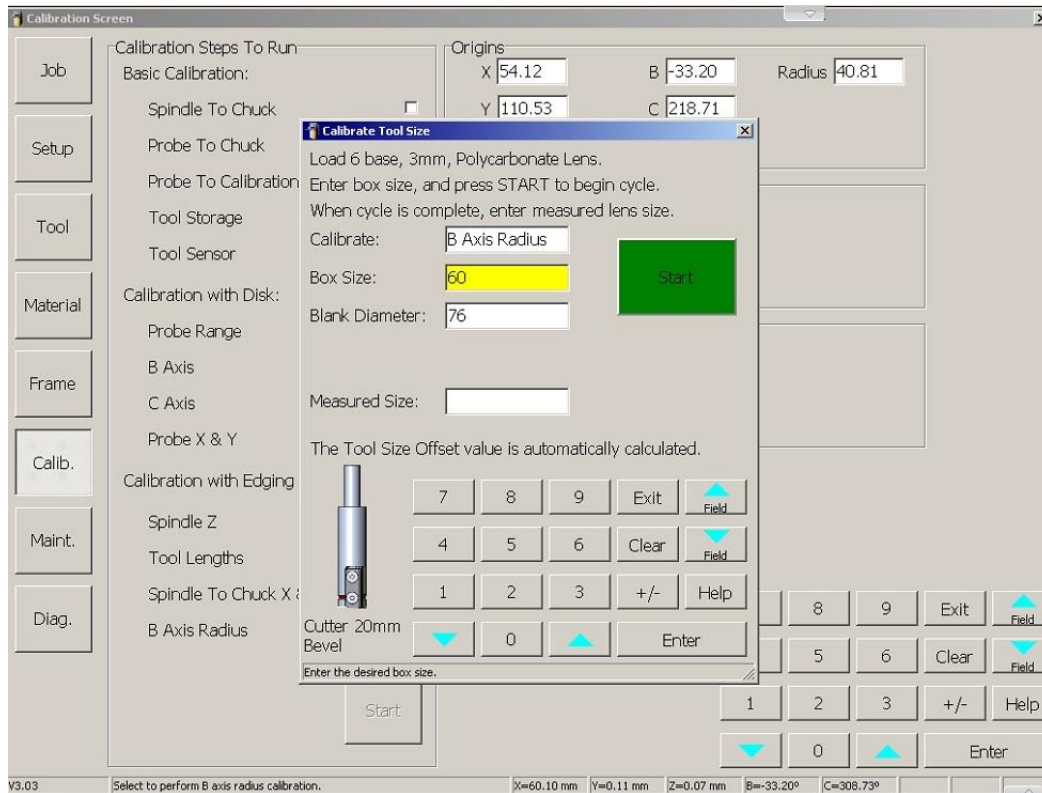 Calibration Screen
Job
Setup
Tool
Material
Frame
Calib.
Maint.
Diag.
Calibration Steps To Run
Basic Calibration:
Spindle To Chuck
Probe To Chuck
Probe To Calibration
Tool Storage
Tool Sensor
Calibration with Disk:
Probe Range
B Axis
C Axis
Probe X & Y
Calibration with Edging
Spindle Z
Tool Lengths
Spindle To Chuck X &
B Axis Radius
Start
Origins
X 54.12 B -33.20 Radius 40.81
Y 110.53 C 218.71
Calibrate Tool Size
Load 6 base, 3mm, Polycarbonate Lens.
Enter box size, and press START to begin cycle.
When cycle is complete, enter measured lens size.
Calibrate: B Axis Radius
Box Size: 60
Start
Blank Diameter: 76
Measured Size:
The Tool Size Offset value is automatically calculated.
7 8 9 Exit Field
4 5 6 Clear Field
1 2 3 +/- Help
0 Enter
Cutter 20mm
Bevel
Enter the desired box size.
8 9 Exit Field
5 6 Clear Field
1 2 3 +/- Help
0 Enter
V3.03 Select to perform B axis radius calibration. X=60.10 mm Y=0.11 mm Z=0.07 mm B=-33.20º C=308.73º